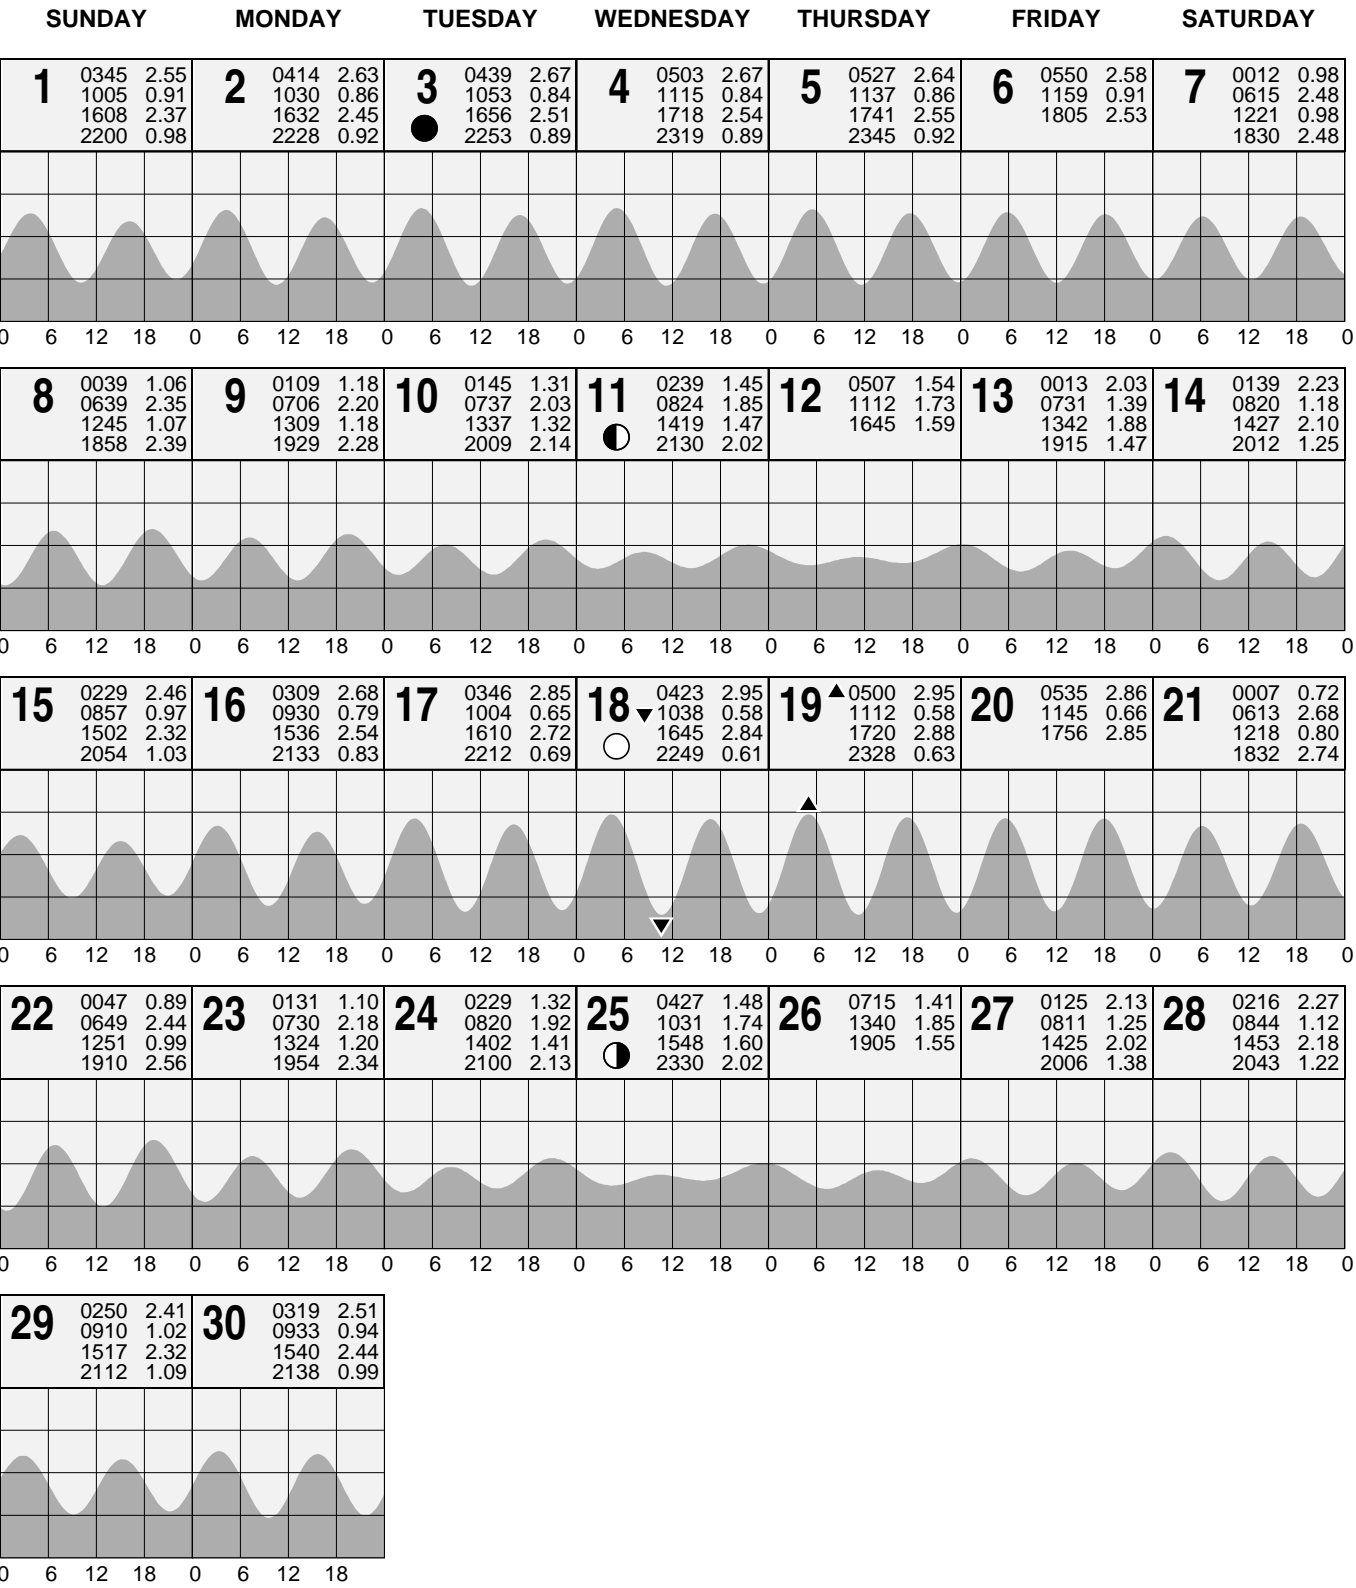 SUNDAY MONDAY TUESDAY WEDNESDAY THURSDAY FRIDAY SATURDAY
1 0345 2.55
1005 0.91
1608 2.37
2200 0.98
2 0414 2.63
1030 0.86
1632 2.45
2228 0.92
3 0439 2.67
1053 0.84
1656 2.51
2253 0.89
4 0503 2.67
1115 0.84
1718 2.54
2319 0.89
5 0527 2.64
1137 0.86
1741 2.55
2345 0.92
6 0550 2.58
1159 0.91
1805 2.53
7 0012 0.98
0615 2.48
1221 0.98
1830 2.48
0 6 12 18 0 6 12 18 0 6 12 18 0 6 12 18 0 6 12 18 0 6 12 18 0 6 12 18 0
8 0039 1.06
0639 2.35
1245 1.07
1858 2.39
9 0109 1.18
0706 2.20
1309 1.18
1929 2.28
10 0145 1.31
0737 2.03
1337 1.32
2009 2.14
11 0239 1.45
0824 1.85
1419 1.47
2130 2.02
12 0507 1.54
1112 1.73
1645 1.59
13 0013 2.03
0731 1.39
1342 1.88
1915 1.47
14 0139 2.23
0820 1.18
1427 2.10
2012 1.25
0 6 12 18 0 6 12 18 0 6 12 18 0 6 12 18 0 6 12 18 0 6 12 18 0 6 12 18 0
15 0229 2.46
0857 0.97
1502 2.32
2054 1.03
16 0309 2.68
0930 0.79
1536 2.54
2133 0.83
17 0346 2.85
1004 0.65
1610 2.72
2212 0.69
18 0423 2.95
1038 0.58
1645 2.84
2249 0.61
19 0500 2.95
1112 0.58
1720 2.88
2328 0.63
20 0535 2.86
1145 0.66
1756 2.85
21 0007 0.72
0613 2.68
1218 0.80
1832 2.74
0 6 12 18 0 6 12 18 0 6 12 18 0 6 12 18 0 6 12 18 0 6 12 18 0 6 12 18 0
22 0047 0.89
0649 2.44
1251 0.99
1910 2.56
23 0131 1.10
0730 2.18
1324 1.20
1954 2.34
24 0229 1.32
0820 1.92
1402 1.41
2100 2.13
25 0427 1.48
1031 1.74
1548 1.60
2330 2.02
26 0715 1.41
1340 1.85
1905 1.55
27 0125 2.13
0811 1.25
1425 2.02
2006 1.38
28 0216 2.27
0844 1.12
1453 2.18
2043 1.22
0 6 12 18 0 6 12 18 0 6 12 18 0 6 12 18 0 6 12 18 0 6 12 18 0 6 12 18 0
29 0250 2.41
0910 1.02
1517 2.32
2112 1.09
30 0319 2.51
0933 0.94
1540 2.44
2138 0.99
0 6 12 18 0 6 12 18